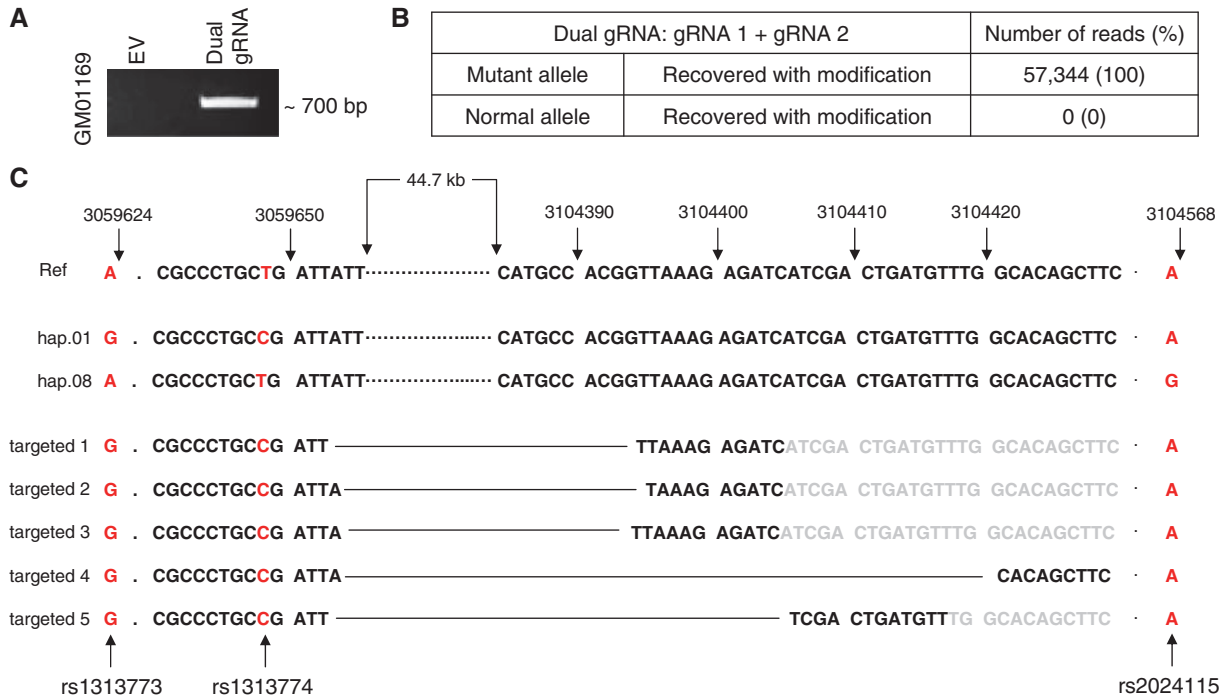 A
EV
Dual gRNA
GM01169
~ 700 bp
B
Dual gRNA: gRNA 1 + gRNA 2 Number of reads (%)
Mutant allele Recovered with modification 57,344 (100)
Normal allele Recovered with modification 0 (0)
C
44.7 kb
3059624 3059650 3104390 3104400 3104410 3104420 3104568
Ref A . CGCCCTGCTG ATTATT CATGCC ACGGTTAAAG AGATCATCGA CTGATGTTTG GCACAGCTTC · A
hap.01 G . CGCCCTGCCG ATTATT CATGCC ACGGTTAAAG AGATCATCGA CTGATGTTTG GCACAGCTTC · A
hap.08 A . CGCCCTGCTG ATTATT CATGCC ACGGTTAAAG AGATCATCGA CTGATGTTTG GCACAGCTTC · G
targeted 1 G . CGCCCTGCCG ATT TTAAAG AGATCATCGA CTGATGTTTG GCACAGCTTC · A
targeted 2 G . CGCCCTGCCG ATTA TAAAG AGATCATCGA CTGATGTTTG GCACAGCTTC · A
targeted 3 G . CGCCCTGCCG ATTA TTAAAG AGATCATCGA CTGATGTTTG GCACAGCTTC · A
targeted 4 G . CGCCCTGCCG ATTA CACAGCTTC · A
targeted 5 G . CGCCCTGCCG ATT TCGA CTGATGTTTG GCACAGCTTC · A
rs1313773 rs1313774 rs2024115